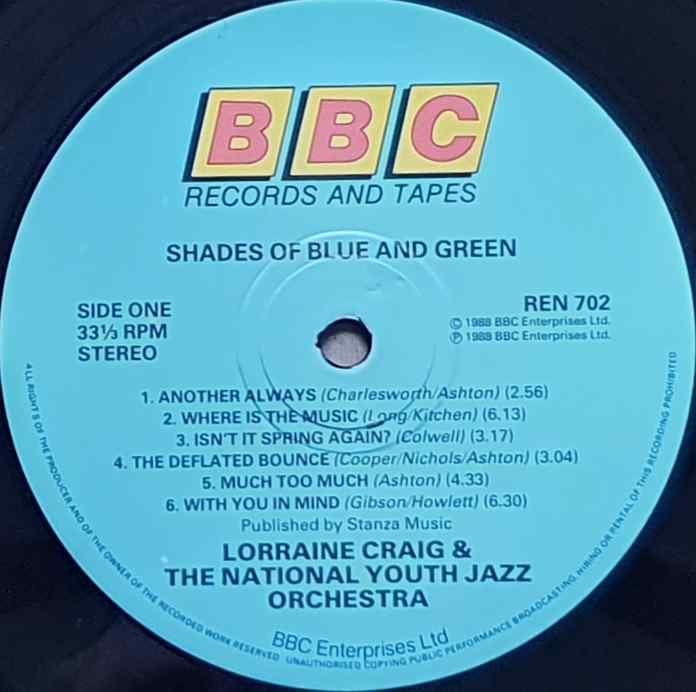 BBC
RECORDS AND TAPES
SHADES OF BLUE AND GREEN
SIDE ONE
33⅓ RPM
STEREO
REN 702
© 1988 BBC Enterprises Ltd.
℗ 1988 BBC Enterprises Ltd.
1. ANOTHER ALWAYS (Charlesworth/Ashton) (2.56)
2. WHERE IS THE MUSIC (Long/Kitchen) (6.13)
3. ISN'T IT SPRING AGAIN? (Colwell) (3.17)
4. THE DEFLATED BOUNCE (Cooper/Nichols/Ashton) (3.04)
5. MUCH TOO MUCH (Ashton) (4.33)
6. WITH YOU IN MIND (Gibson/Howlett) (6.30)
Published by Stanza Music
LORRAINE CRAIG &
THE NATIONAL YOUTH JAZZ
ORCHESTRA
BBC Enterprises Ltd
ALL RIGHTS OF THE PRODUCER AND OF THE OWNER OF THE RECORDED WORK RESERVED UNAUTHORISED COPYING PUBLIC PERFORMANCE BROADCASTING, HIRING OR RENTAL OF THIS RECORDING PROHIBITED